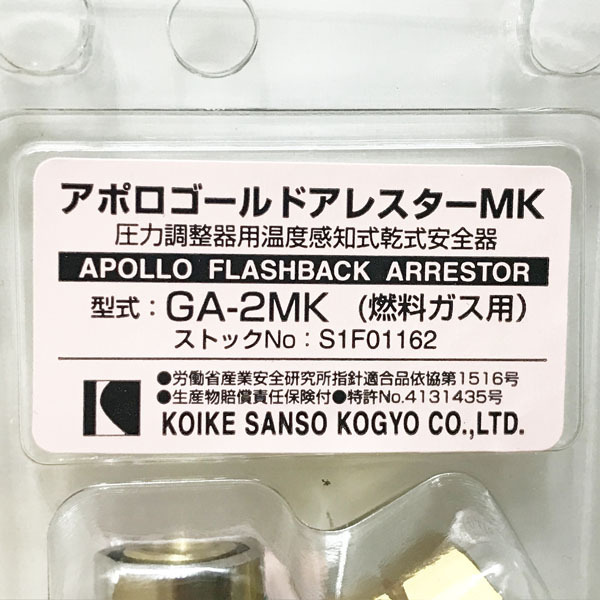 アポロゴールドアレスターMK
圧力調整器用温度感知式乾式安全器
APOLLO FLASHBACK ARRESTOR
型式：GA-2MK （燃料ガス用）
ストックNo：S1F01162
●労働省産業安全研究所指針適合品依協第1516号
●生産物賠償責任保険付●特許No.4131435号
KOIKE SANSO KOGYO CO.,LTD.